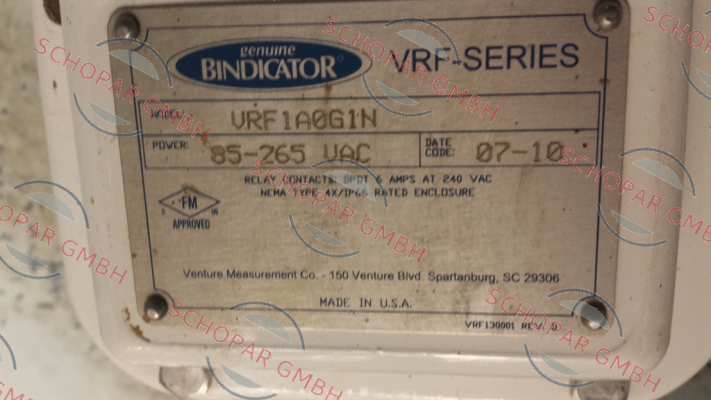 genuine
BINDICATOR
VRF-SERIES
MODEL: VRF1A0G1N
POWER: 85-265 VAC DATE CODE: 07-10
RELAY CONTACTS: DPDT 6 AMPS AT 240 VAC
NEMA TYPE 4X/IP66 RATED ENCLOSURE
C FM US
APPROVED
Venture Measurement Co. - 150 Venture Blvd. Spartanburg, SC 29306
MADE IN U.S.A.
VRF130001 REV. D
SCHOPAR GMBH